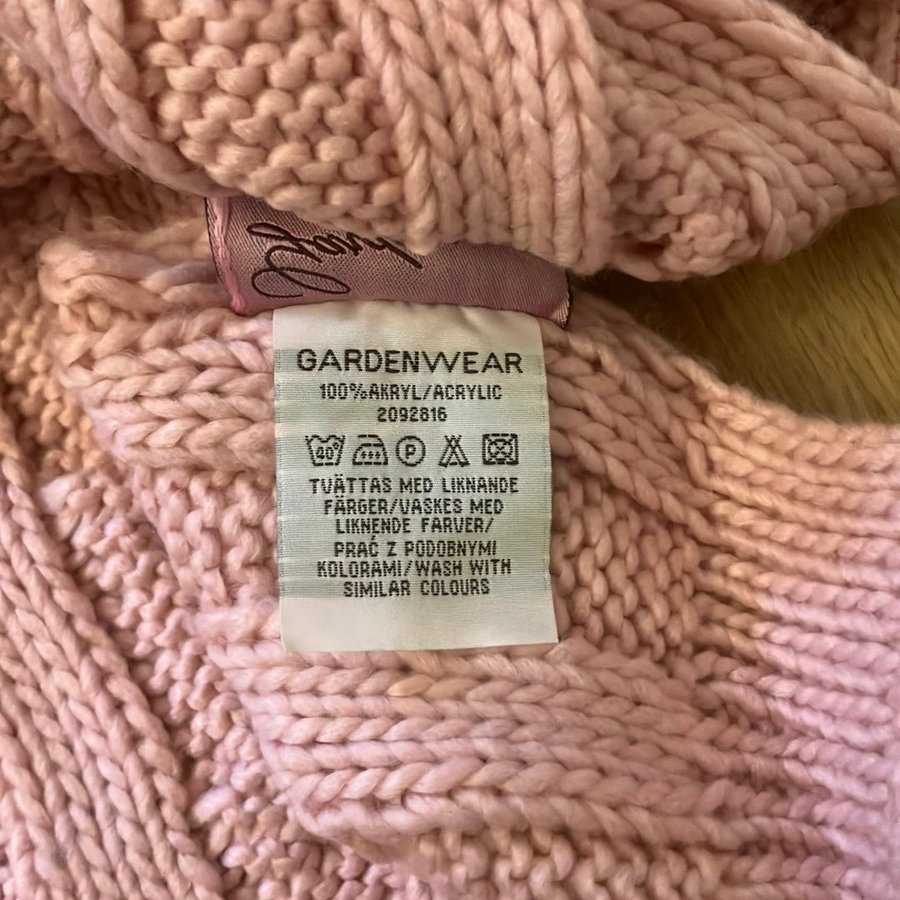 GARDENWEAR
100%AKRYL/ACRYLIC
2092816
40° P
TVÄTTAS MED LIKNANDE
FÄRGER/VASKES MED
LIKNENDE FARVER/
PRAĆ Z PODOBNYMI
KOLORAMI/WASH WITH
SIMILAR COLOURS